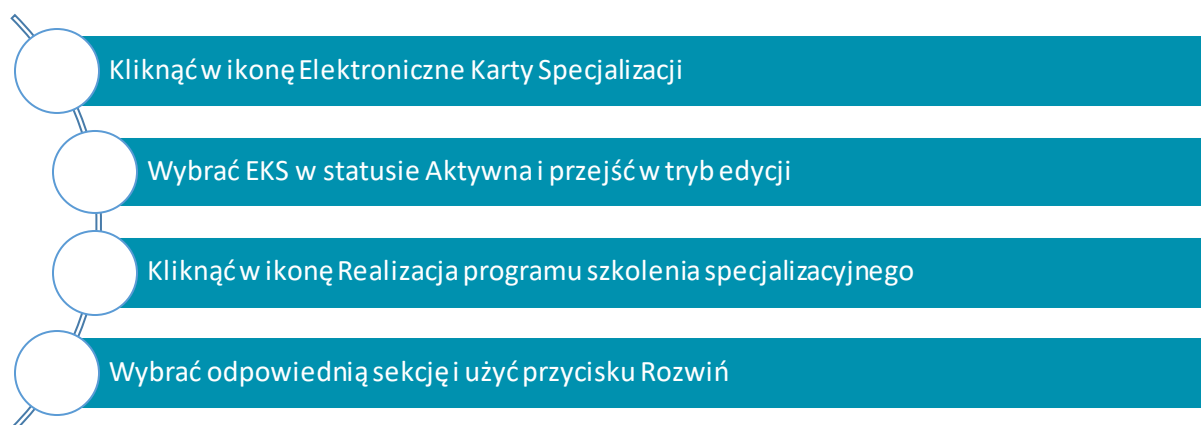 Kliknąć w ikonę Elektroniczne Karty Specjalizacji
Wybrać EKS w statusie Aktywna i przejść w tryb edycji
Kliknąć w ikonę Realizacja programu szkolenia specjalizacyjnego
Wybrać odpowiednią sekcję i użyć przycisku Rozwiń